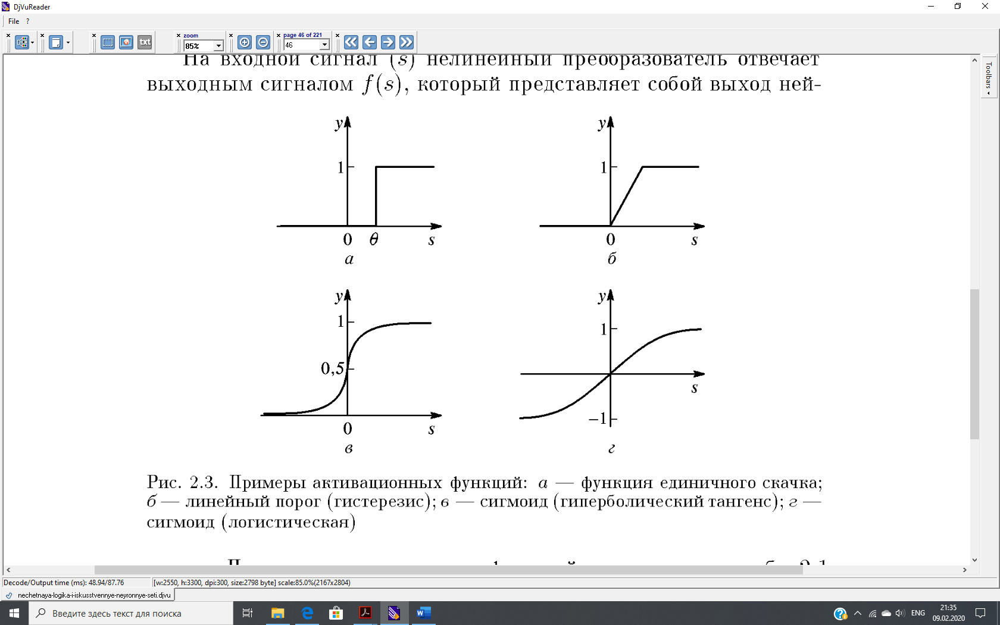 DjVuReader
File ?
zoom
85%
page 46 of 221
46
txt
Toolbars
На входной сигнал (s) нелинейный преобразователь отвечает
выходным сигналом f(s), который представляет собой выход ней-
y
1
0 θ s
а
y
1
0 s
б
y
1
0,5
0 s
в
y
1
s
−1
г
Рис. 2.3. Примеры активационных функций: а — функция единичного скачка;
б — линейный порог (гистерезис); в — сигмоид (гиперболический тангенс); г —
сигмоид (логистическая)
Decode/Output time (ms): 48.94/87.76 [w:2550, h:3300, dpi:300, size:2798 byte] scale:85.0%(2167x2804)
nechetnaya-logika-i-iskusstvennye-neyronnye-seti.djvu
Введите здесь текст для поиска
ENG
21:35
09.02.2020